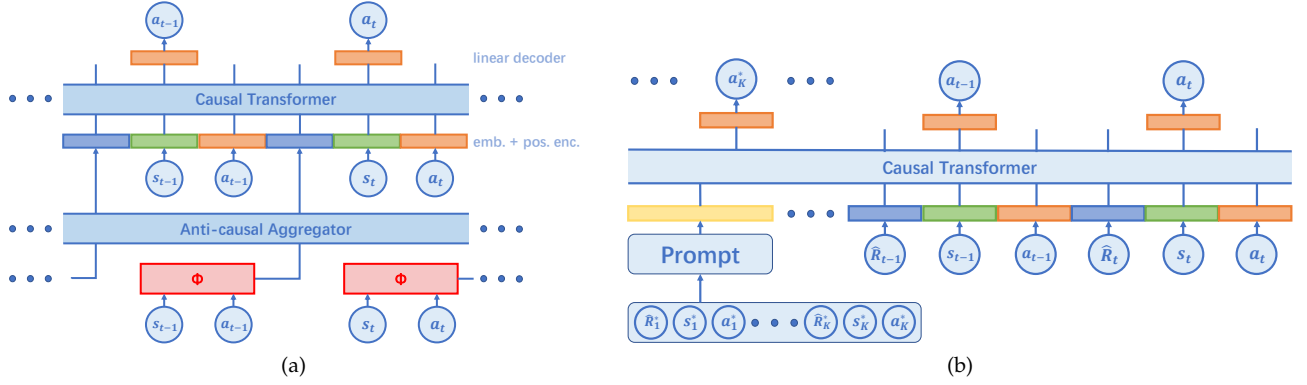 a_{t-1} a_t
linear decoder
Causal Transformer
emb. + pos. enc.
s_{t-1} a_{t-1} s_t a_t
Anti-causal Aggregator
Φ Φ
s_{t-1} a_{t-1} s_t a_t
(a)
a*_K a_{t-1} a_t
Causal Transformer
Prompt
R̂_{t-1} s_{t-1} a_{t-1} R̂_t s_t a_t
R̂*_1 s*_1 a*_1 R̂*_K s*_K a*_K
(b)